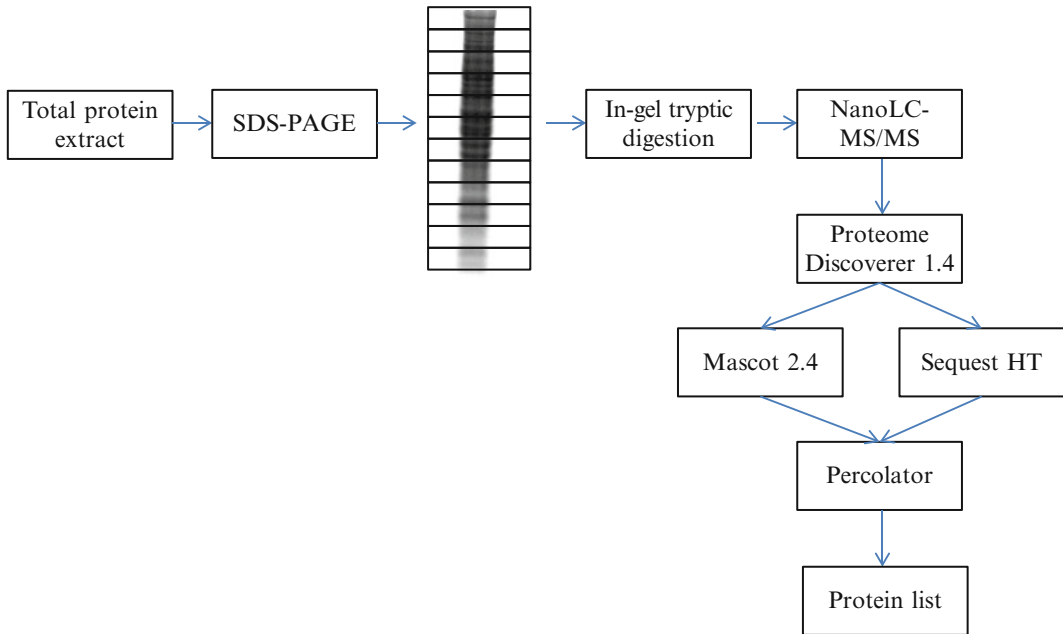 Total protein
extract
SDS-PAGE
In-gel tryptic
digestion
NanoLC-
MS/MS
Proteome
Discoverer 1.4
Mascot 2.4
Sequest HT
Percolator
Protein list